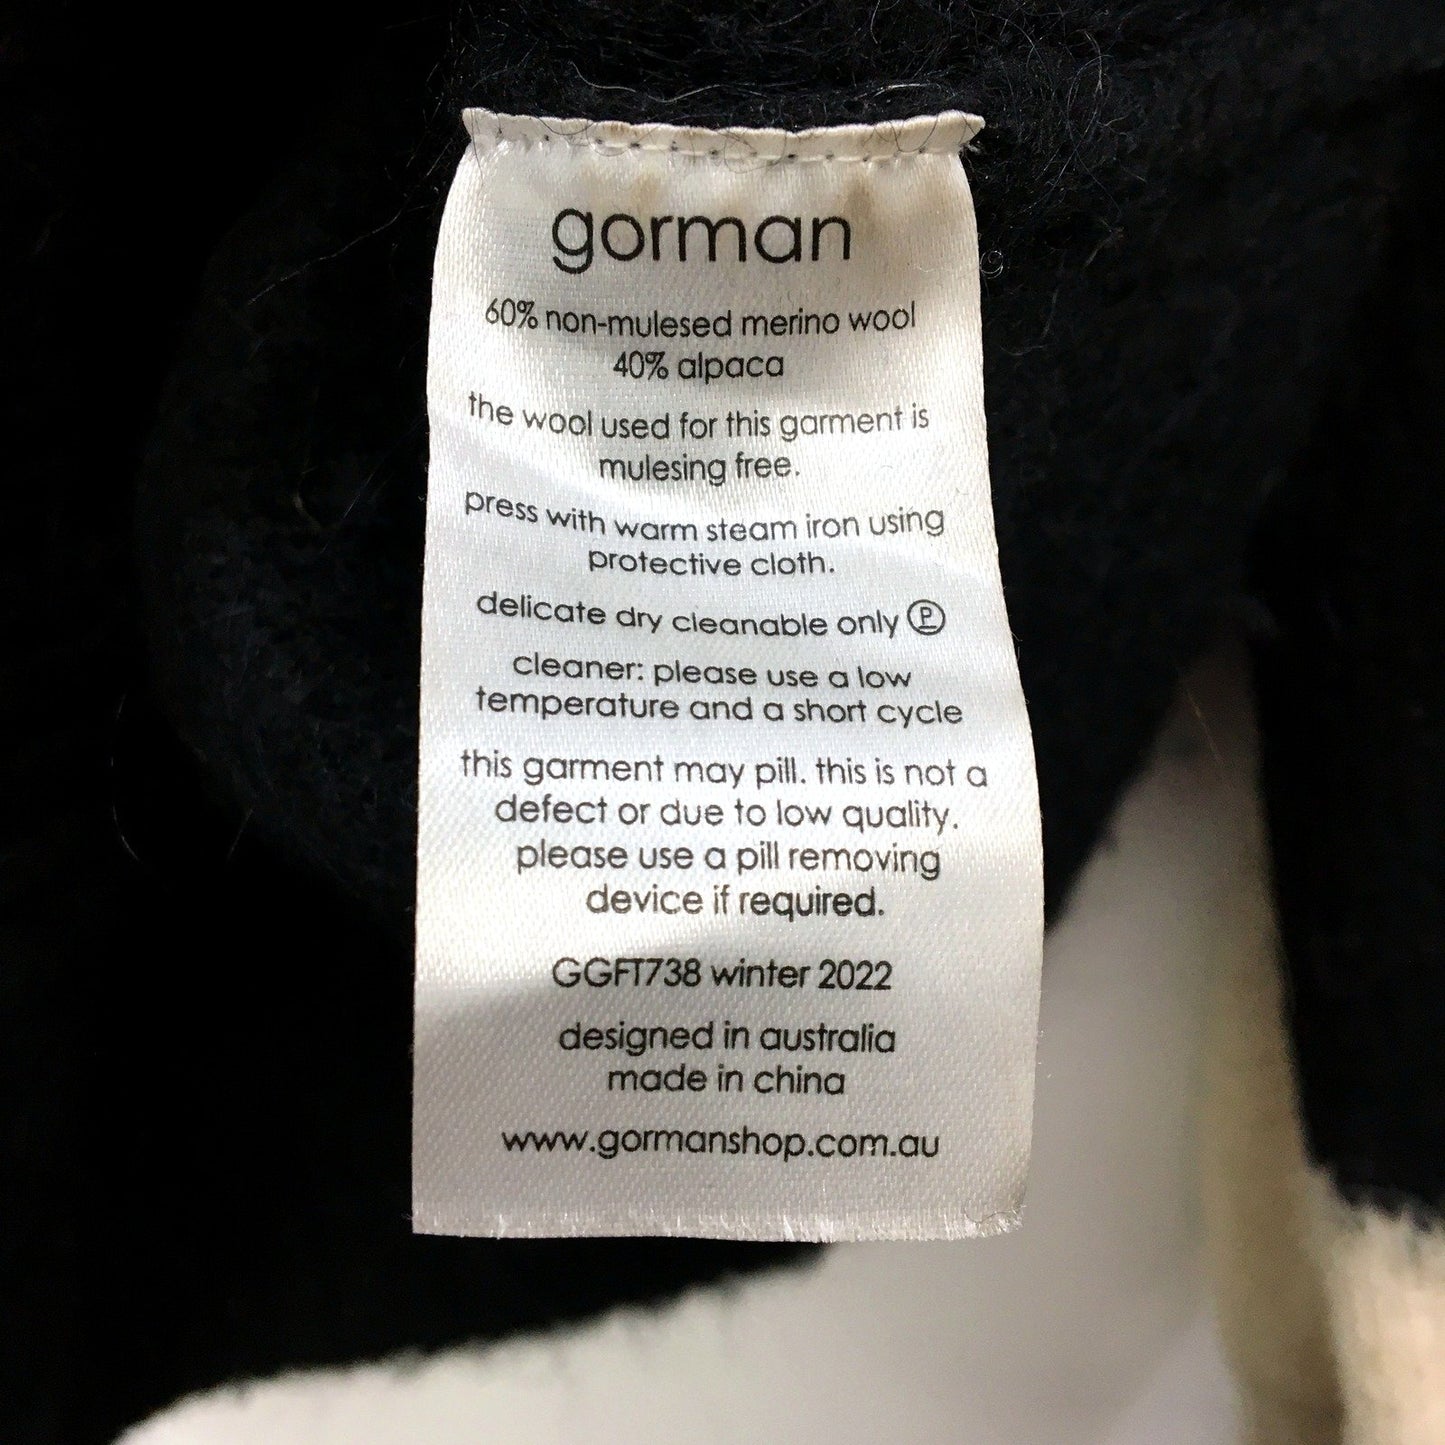 gorman
60% non-mulesed merino wool
40% alpaca
the wool used for this garment is
mulesing free.
press with warm steam iron using
protective cloth.
delicate dry cleanable only Ⓟ
cleaner: please use a low
temperature and a short cycle
this garment may pill. this is not a
defect or due to low quality.
please use a pill removing
device if required.
GGFT738 winter 2022
designed in australia
made in china
www.gormanshop.com.au